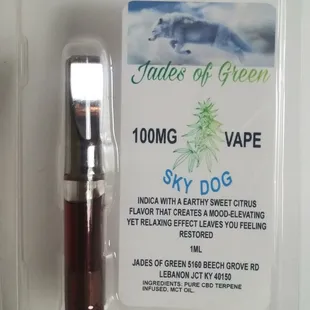 Jades of Green
100MG VAPE
SKY DOG
INDICA WITH A EARTHY SWEET CITRUS
FLAVOR THAT CREATES A MOOD-ELEVATING
YET RELAXING EFFECT LEAVES YOU FEELING
RESTORED
1ML
JADES OF GREEN 5160 BEECH GROVE RD
LEBANON JCT KY 40150
INGREDIENTS: PURE CBD TERPENE
INFUSED, MCT OIL.